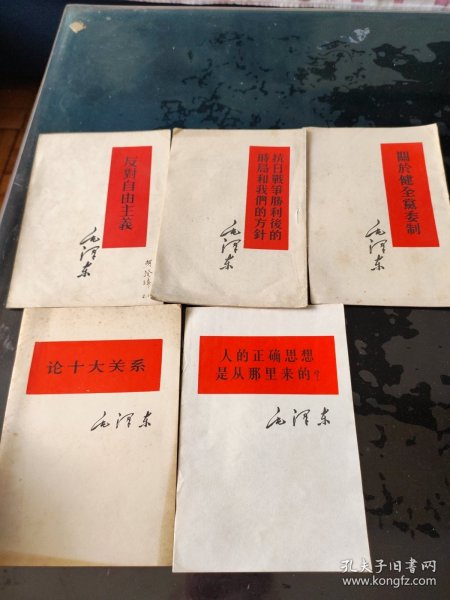 反對自由主義
毛泽东
抗日戰爭勝利後的
時局和我們的方針
毛泽东
關於健全黨委制
毛泽东
论十大关系
毛泽东
人的正确思想
是从那里来的?
毛泽东
孔夫子旧书网
www.kongfz.com